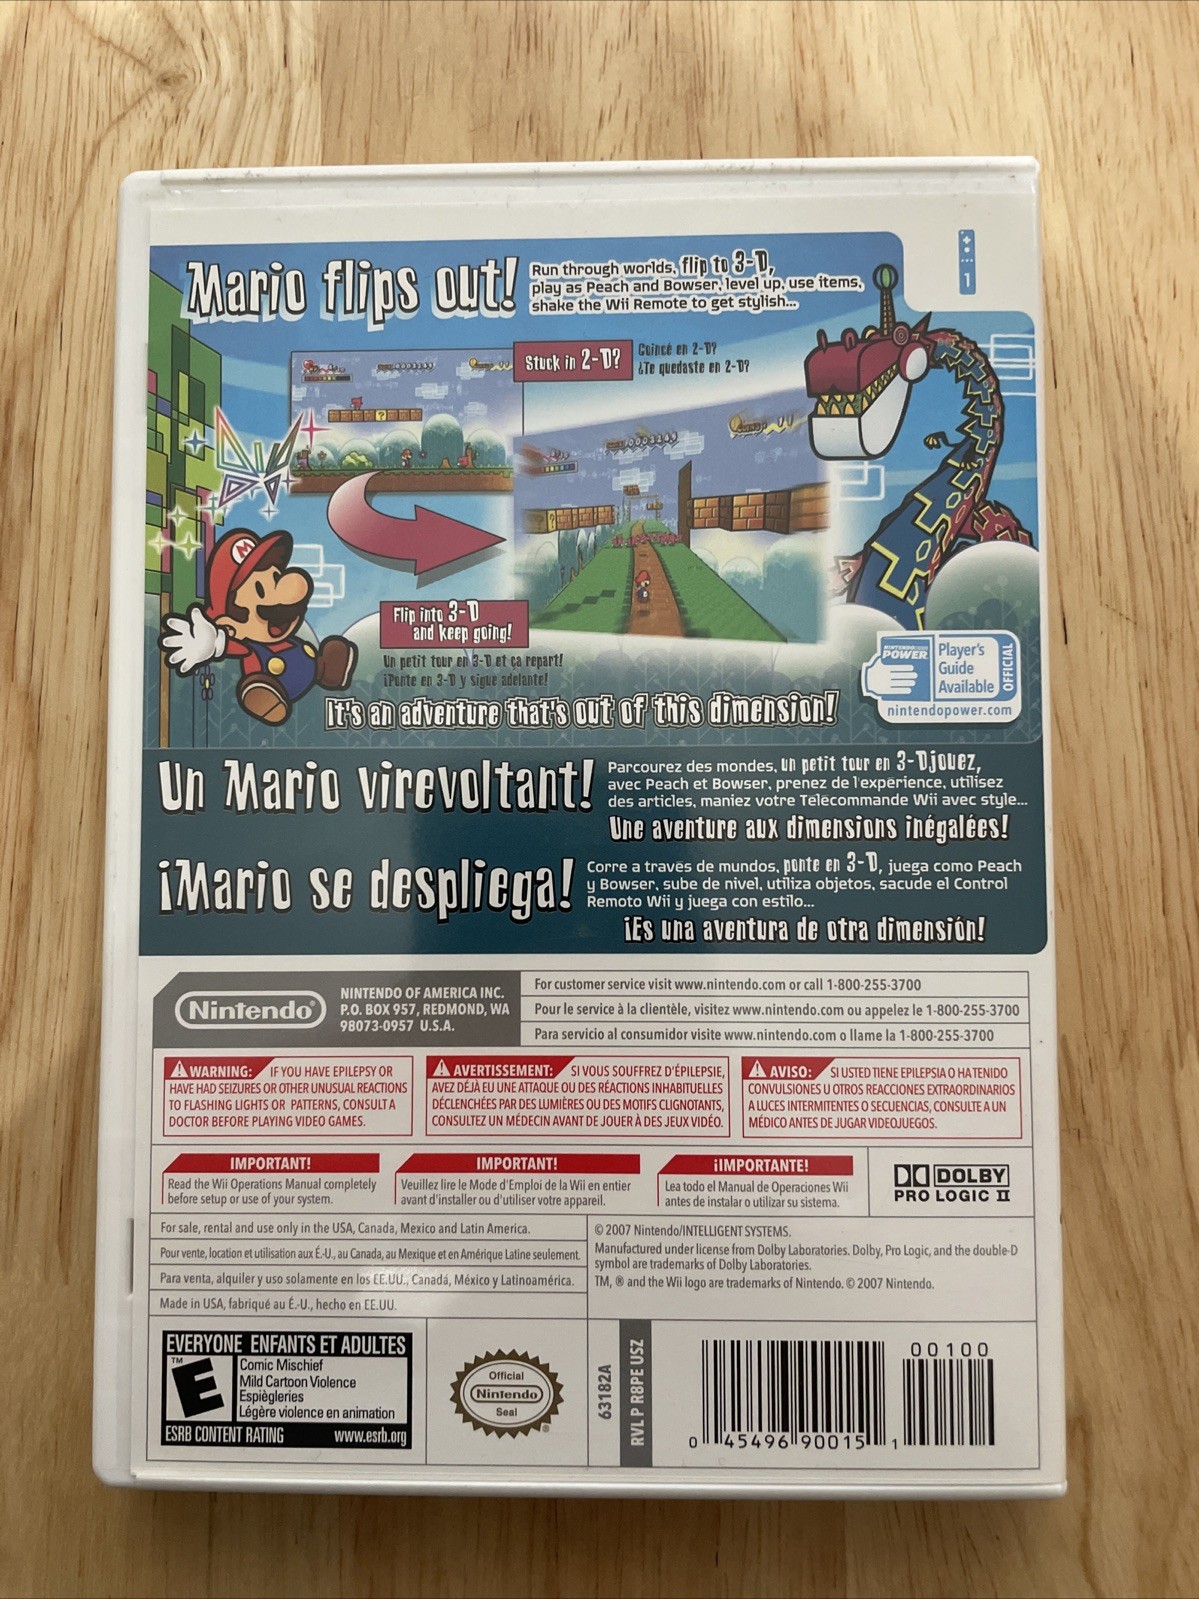 Mario flips out!
Run through worlds, flip to 3-D,
play as Peach and Bowser, level up, use items,
shake the Wii Remote to get stylish...
1
Stuck in 2-D?
Coincé en 2-D?
¿Te quedaste en 2-D?
Flip into 3-D
and keep going!
Un petit tour en 3-D et ça repart!
¡Ponte en 3-D y sigue adelante!
It's an adventure that's out of this dimension!
NINTENDO
POWER
Player's
Guide
Available
OFFICIAL
nintendopower.com
Un Mario virevoltant!
Parcourez des mondes, un petit tour en 3-Djouez,
avec Peach et Bowser, prenez de l'expérience, utilisez
des articles, maniez votre Télécommande Wii avec style...
Une aventure aux dimensions inégalées!
¡Mario se despliega!
Corre a través de mundos, ponte en 3-D, juega como Peach
y Bowser, sube de nivel, utiliza objetos, sacude el Control
Remoto Wii y juega con estilo...
¡Es una aventura de otra dimensión!
Nintendo®
NINTENDO OF AMERICA INC.
P.O. BOX 957, REDMOND, WA
98073-0957 U.S.A.
For customer service visit www.nintendo.com or call 1-800-255-3700
Pour le service à la clientèle, visitez www.nintendo.com ou appelez le 1-800-255-3700
Para servicio al consumidor visite www.nintendo.com o llame la 1-800-255-3700
WARNING: IF YOU HAVE EPILEPSY OR
HAVE HAD SEIZURES OR OTHER UNUSUAL REACTIONS
TO FLASHING LIGHTS OR PATTERNS, CONSULT A
DOCTOR BEFORE PLAYING VIDEO GAMES.
AVERTISSEMENT: SI VOUS SOUFFREZ D'ÉPILEPSIE,
AVEZ DÉJÀ EU UNE ATTAQUE OU DES RÉACTIONS INHABITUELLES
DÉCLENCHÉES PAR DES LUMIÈRES OU DES MOTIFS CLIGNOTANTS,
CONSULTEZ UN MÉDECIN AVANT DE JOUER À DES JEUX VIDÉO.
AVISO: SI USTED TIENE EPILEPSIA O HA TENIDO
CONVULSIONES U OTROS REACCIONES EXTRAORDINARIOS
A LUCES INTERMITENTES O SECUENCIAS, CONSULTE A UN
MÉDICO ANTES DE JUGAR VIDEOJUEGOS.
IMPORTANT!
Read the Wii Operations Manual completely
before setup or use of your system.
IMPORTANT!
Veuillez lire le Mode d'Emploi de la Wii en entier
avant d'installer ou d'utiliser votre appareil.
¡IMPORTANTE!
Lea todo el Manual de Operaciones Wii
antes de instalar o utilizar su sistema.
DOLBY
PRO LOGIC II
For sale, rental and use only in the USA, Canada, Mexico and Latin America.
Pour vente, location et utilisation aux É.-U., au Canada, au Mexique et en Amérique Latine seulement.
Para venta, alquiler y uso solamente en los EE.UU., Canadá, México y Latinoamérica.
Made in USA, fabriqué au É.-U., hecho en EE.UU.
© 2007 Nintendo/INTELLIGENT SYSTEMS.
Manufactured under license from Dolby Laboratories. Dolby, Pro Logic, and the double-D
symbol are trademarks of Dolby Laboratories.
TM, ® and the Wii logo are trademarks of Nintendo. © 2007 Nintendo.
EVERYONE ENFANTS ET ADULTES
E
TM
Comic Mischief
Mild Cartoon Violence
Espiègleries
Légère violence en animation
ESRB CONTENT RATING www.esrb.org
Official
Nintendo
Seal
®
63182A
RVL P R8PE USZ
00100
0 45496 90015 1